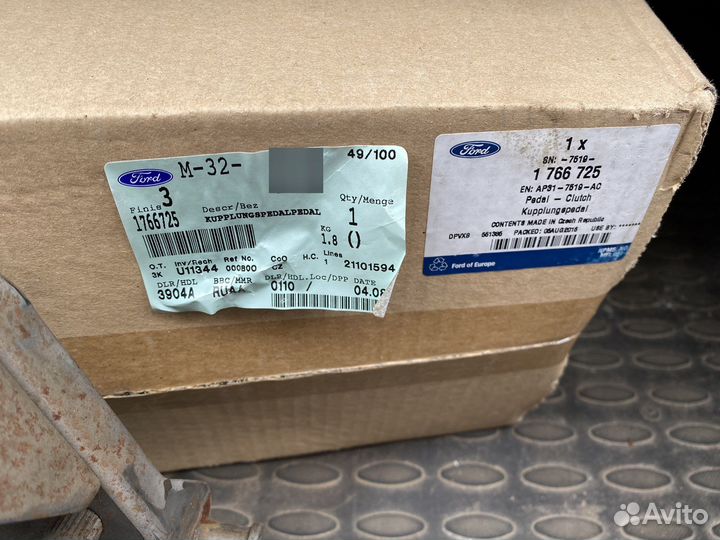 Ford
M-32-
49/100
3
Finis
1766725
Descr/Bez
KUPPLUNGSPEDALPEDAL
Qty/Menge
1
KG
1.8 ()
O.T. Inv/Rech Ref No. CoO H.C. Lines
3K U11344 000800 CZ 1 21101594
DLR/HDL BBC/MMR DLR/HDL.Loc/DPP DATE
3904A 0110 / 04.08
Ford
1 x
SN: -7519-
1 766 725
EN: AP31-7519-AC
Pedal - Clutch
Kupplungspedal
CONTENTS MADE IN Czech Republic
DPVX9 561386 PACKED: 05AUG2015 USE BY: *******
Ford of Europe
Avito